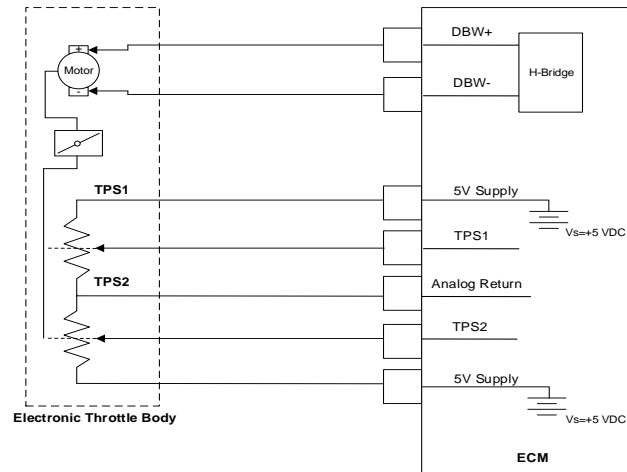 DBW+
H-Bridge
+
Motor
-
DBW-
TPS1
5V Supply
Vs=+5 VDC
TPS1
TPS2
Analog Return
TPS2
5V Supply
Vs=+5 VDC
Electronic Throttle Body
ECM